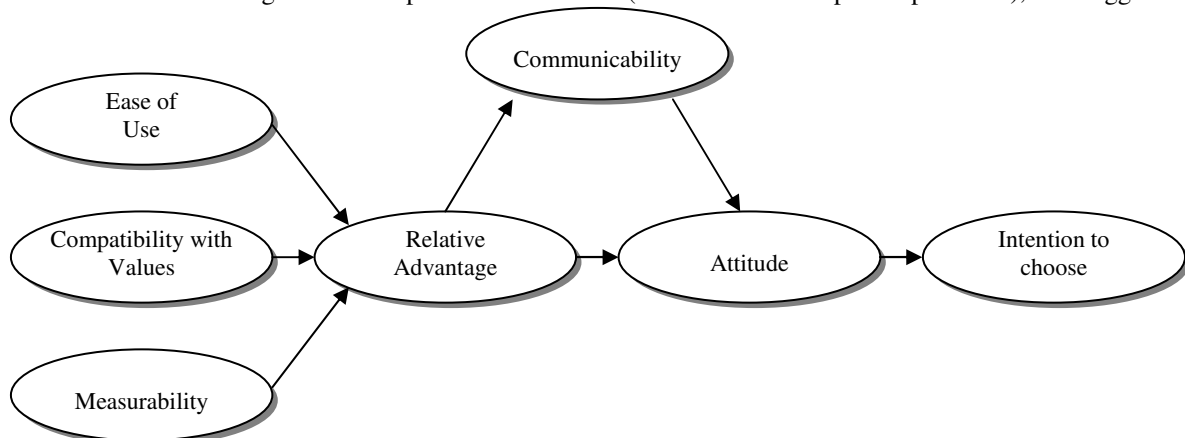 Communicability
Ease of
Use
Compatibility with
Values
Relative
Advantage
Attitude
Intention to
choose
Measurability